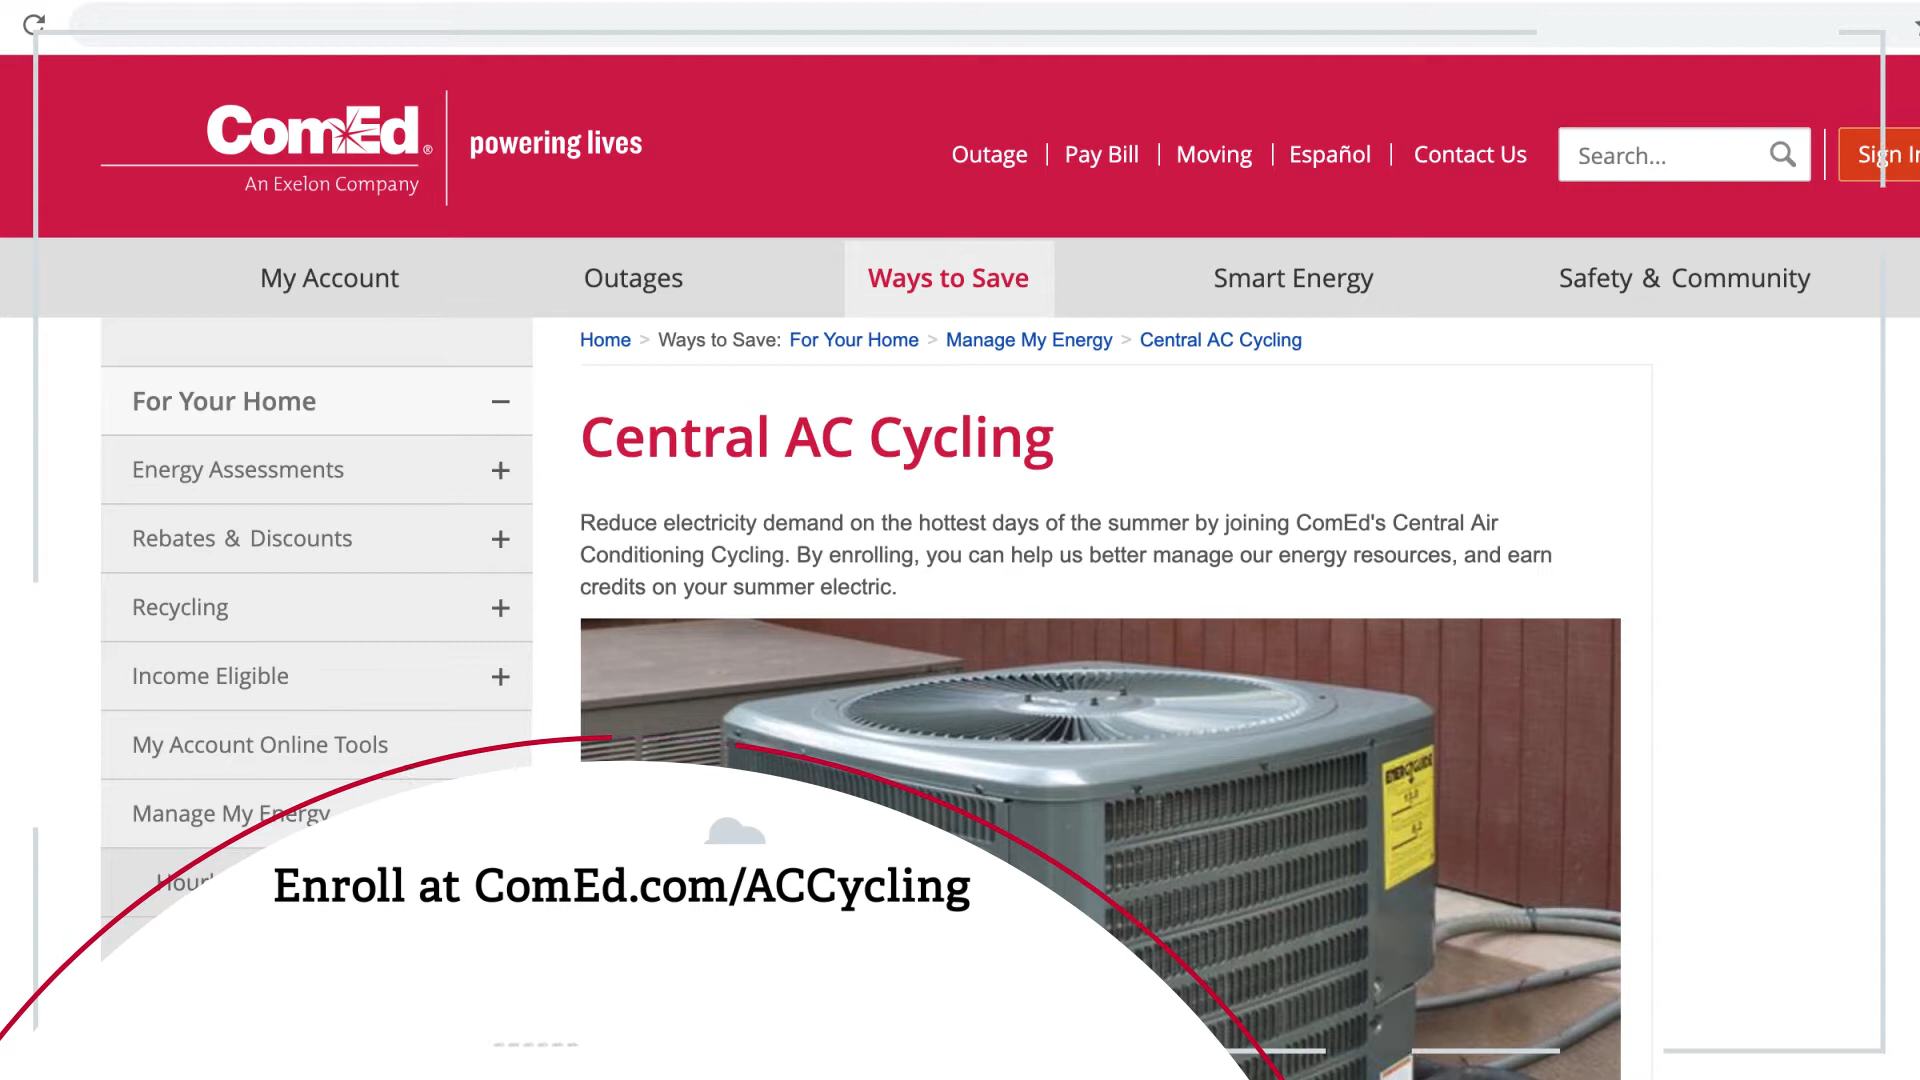 ComEd®
An Exelon Company
powering lives
Outage
Pay Bill
Moving
Español
Contact Us
Search...
Sign
My Account
Outages
Ways to Save
Smart Energy
Safety & Community
Home > Ways to Save: For Your Home > Manage My Energy > Central AC Cycling
For Your Home
Energy Assessments
Rebates & Discounts
Recycling
Income Eligible
My Account Online Tools
Manage My Energy
Central AC Cycling
Reduce electricity demand on the hottest days of the summer by joining ComEd's Central Air
Conditioning Cycling. By enrolling, you can help us better manage our energy resources, and earn
credits on your summer electric.
ENERGYGUIDE
Enroll at ComEd.com/ACCycling